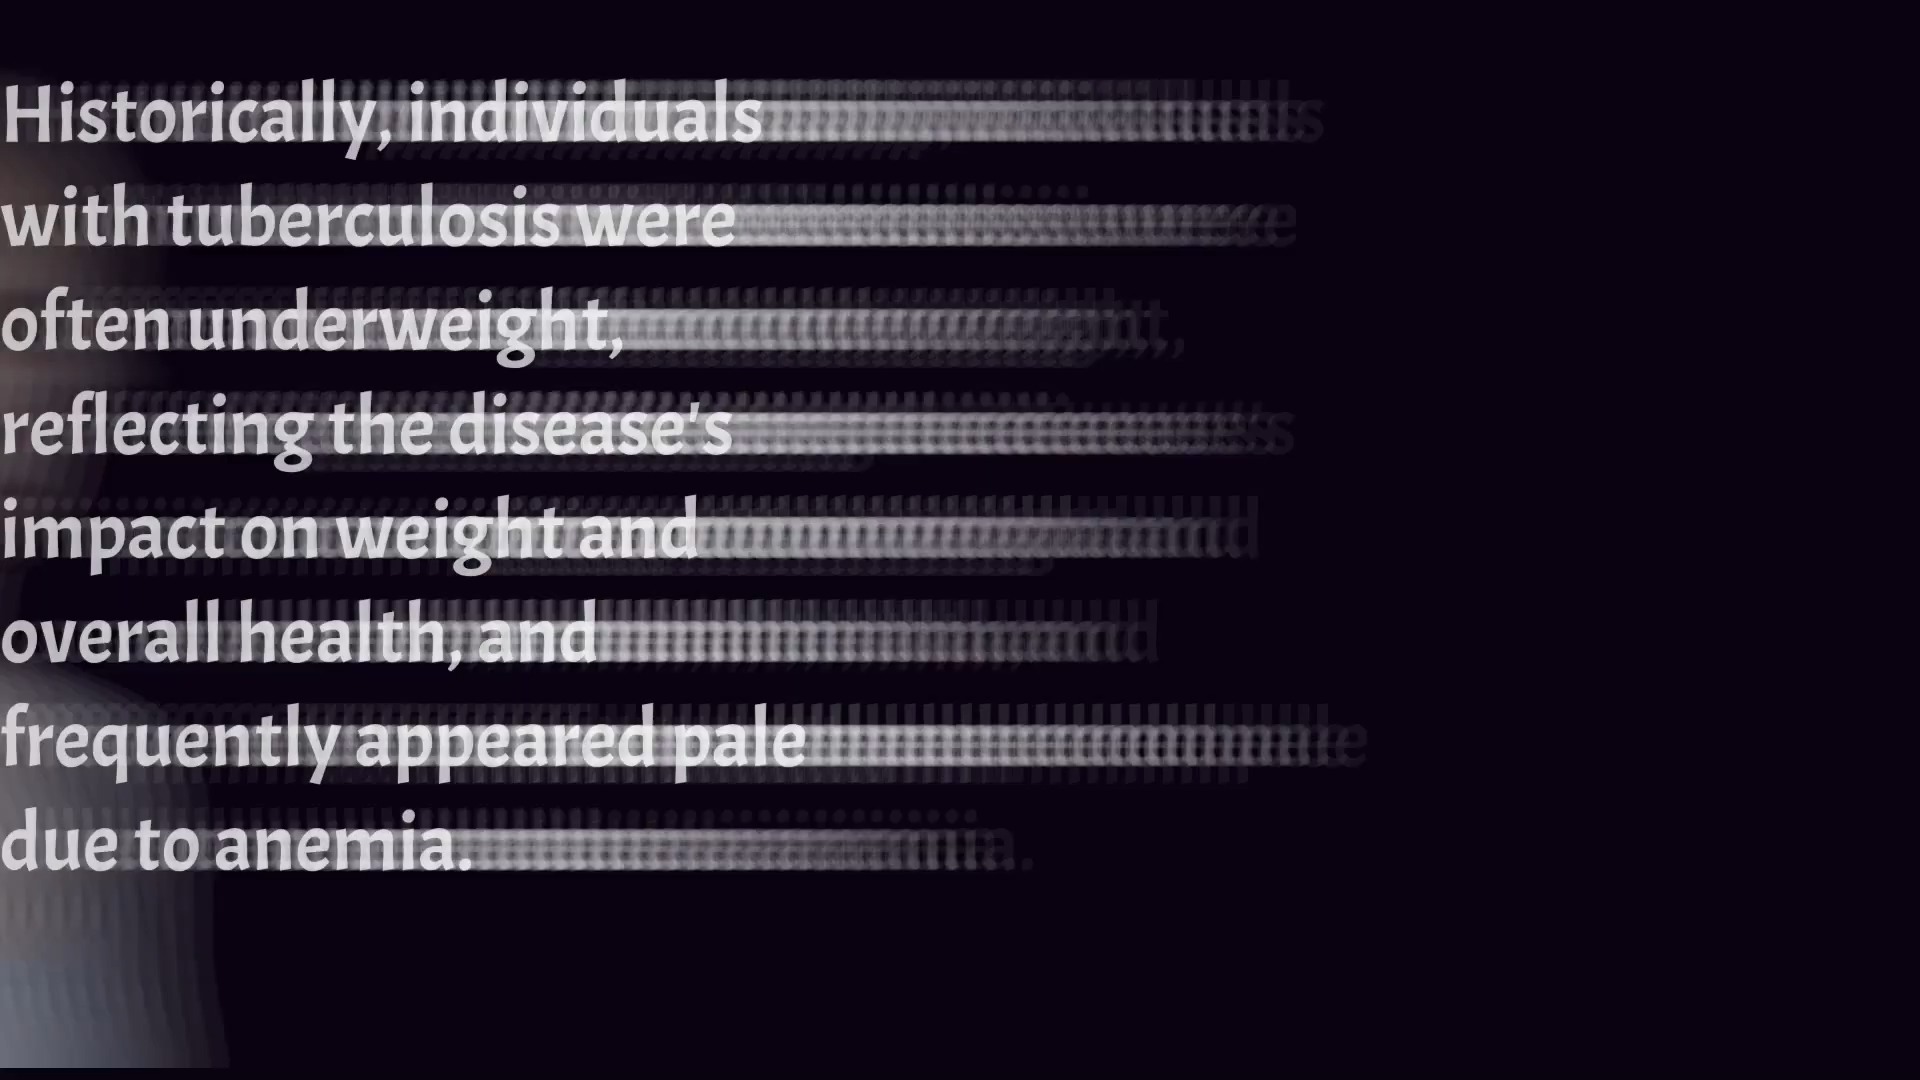 Historically, individuals
with tuberculosis were
often underweight,
reflecting the disease's
impact on weight and
overall health, and
frequently appeared pale
due to anemia.